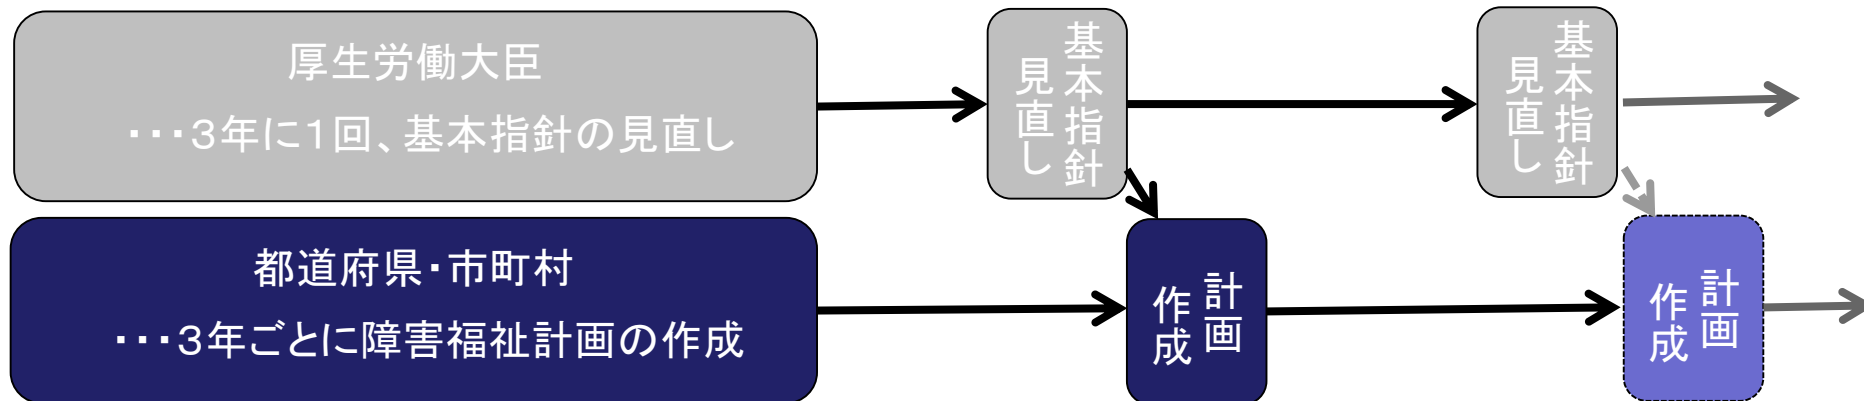 厚生労働大臣
・・・3年に1回、基本指針の見直し
基本指針
見直し
基本指針
見直し
都道府県・市町村
・・・3年ごとに障害福祉計画の作成
計画
作成
計画
作成